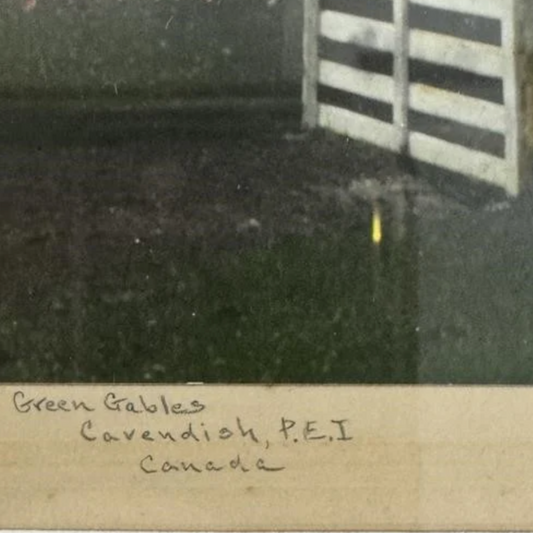 Green Gables
Cavendish, P.E.I
Canada